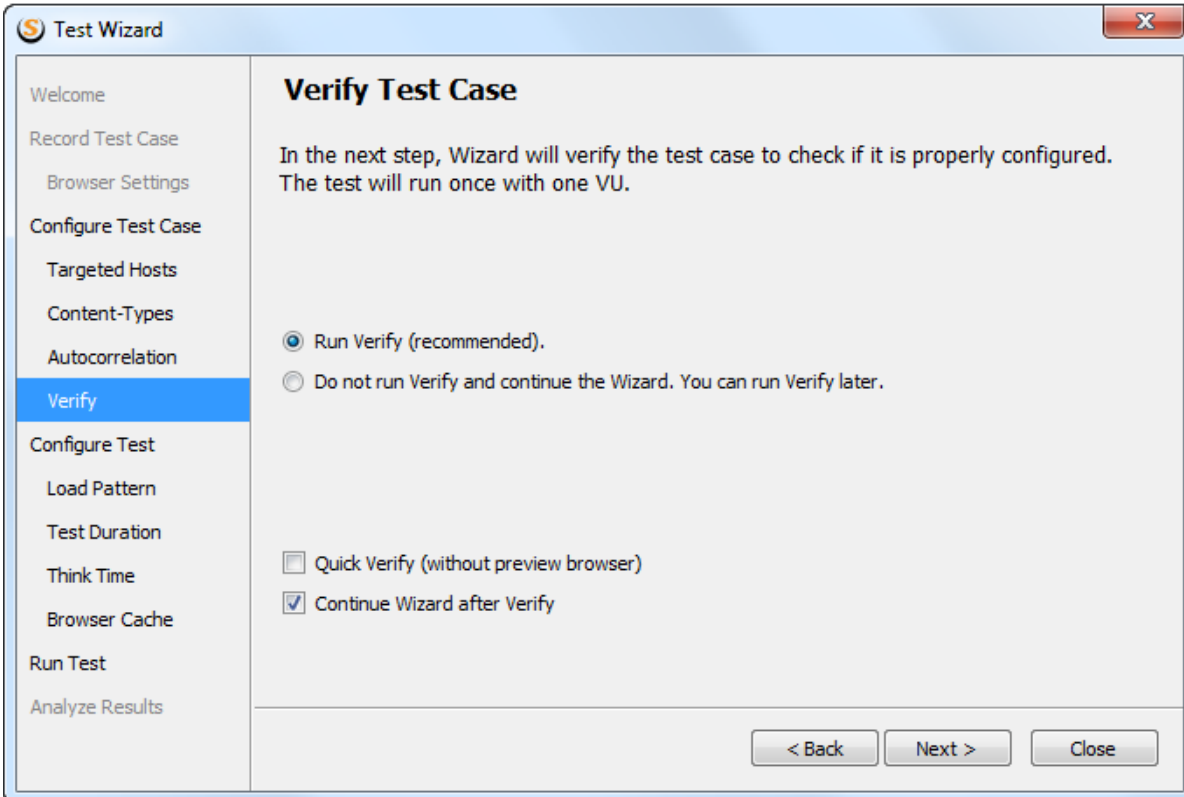 Test Wizard
Welcome
Record Test Case
Browser Settings
Configure Test Case
Targeted Hosts
Content-Types
Autocorrelation
Verify
Configure Test
Load Pattern
Test Duration
Think Time
Browser Cache
Run Test
Analyze Results
Verify Test Case
In the next step, Wizard will verify the test case to check if it is properly configured.
The test will run once with one VU.
Run Verify (recommended).
Do not run Verify and continue the Wizard. You can run Verify later.
Quick Verify (without preview browser)
Continue Wizard after Verify
< Back
Next >
Close